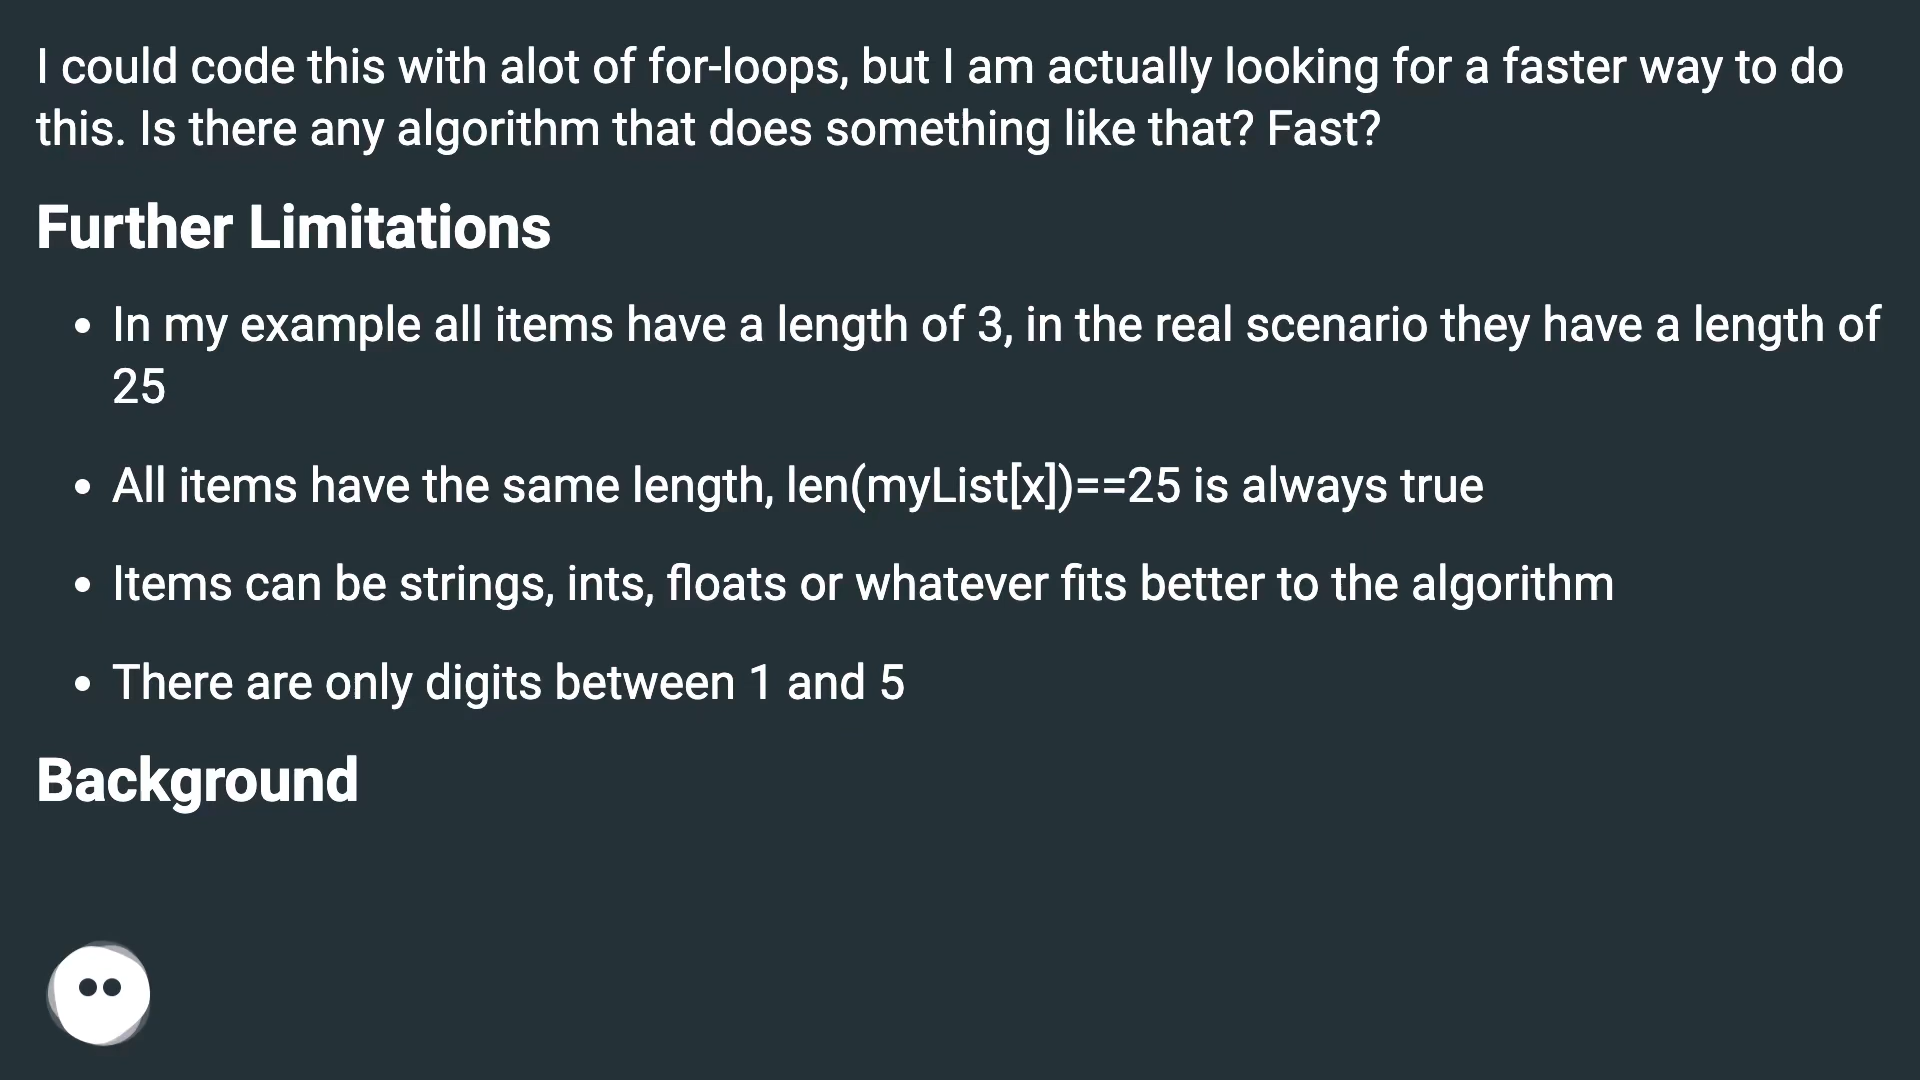 I could code this with alot of for-loops, but I am actually looking for a faster way to do
this. Is there any algorithm that does something like that? Fast?
Further Limitations
• In my example all items have a length of 3, in the real scenario they have a length of
25
• All items have the same length, len(myList[x])==25 is always true
• Items can be strings, ints, floats or whatever fits better to the algorithm
• There are only digits between 1 and 5
Background